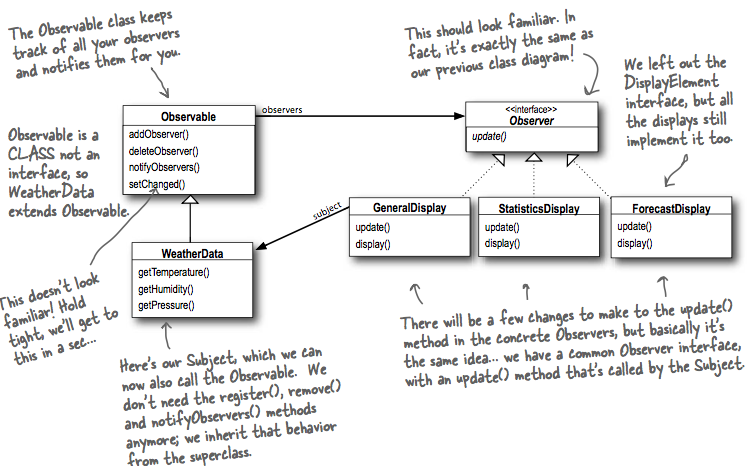 The Observable class keeps
track of all your observers
and notifies them for you.
This should look familiar. In
fact, it's exactly the same as
our previous class diagram!
We left out the
DisplayElement
interface, but all
the displays still
implement it too.
Observable is a
CLASS not an
interface, so
WeatherData
extends Observable.
Observable
addObserver()
deleteObserver()
notifyObservers()
setChanged()
observers
<<interface>>
Observer
update()
subject
GeneralDisplay
update()
display()
StatisticsDisplay
update()
display()
ForecastDisplay
update()
display()
WeatherData
getTemperature()
getHumidity()
getPressure()
This doesn't look
familiar! Hold
tight, we'll get to
this in a sec...
Here's our Subject, which we can
now also call the Observable. We
don't need the register(), remove()
and notifyObservers() methods
anymore; we inherit that behavior
from the superclass.
There will be a few changes to make to the update()
method in the concrete Observers, but basically it's
the same idea... we have a common Observer interface,
with an update() method that's called by the Subject.